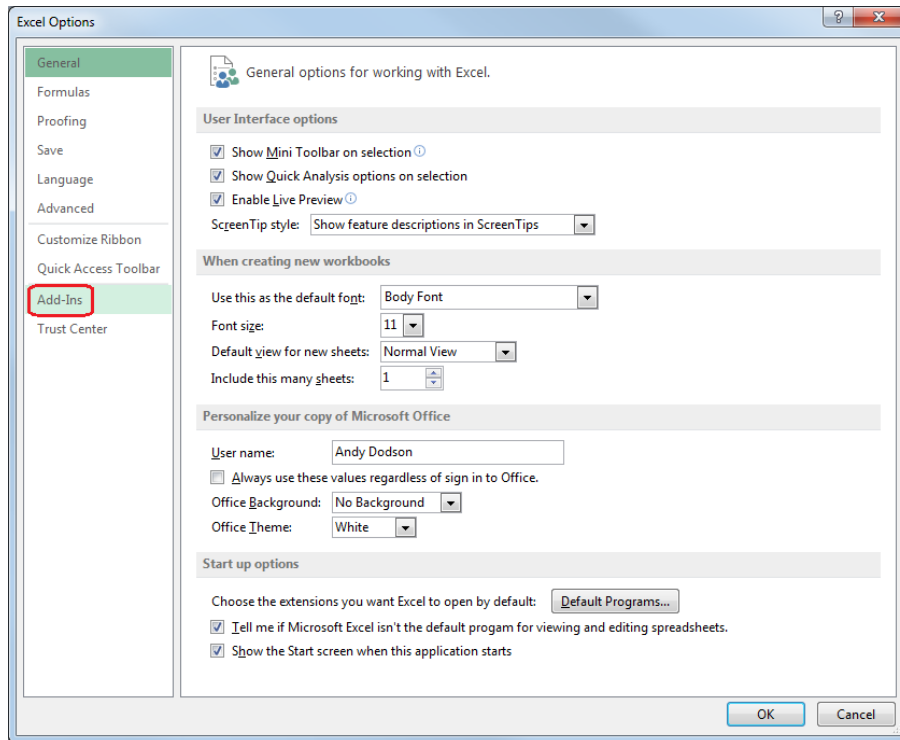 Excel Options
General
Formulas
Proofing
Save
Language
Advanced
Customize Ribbon
Quick Access Toolbar
Add-Ins
Trust Center
General options for working with Excel.
User Interface options
Show Mini Toolbar on selection
Show Quick Analysis options on selection
Enable Live Preview
ScreenTip style: Show feature descriptions in ScreenTips
When creating new workbooks
Use this as the default font: Body Font
Font size: 11
Default view for new sheets: Normal View
Include this many sheets: 1
Personalize your copy of Microsoft Office
User name: Andy Dodson
Always use these values regardless of sign in to Office.
Office Background: No Background
Office Theme: White
Start up options
Choose the extensions you want Excel to open by default: Default Programs...
Tell me if Microsoft Excel isn't the default progam for viewing and editing spreadsheets.
Show the Start screen when this application starts
OK Cancel